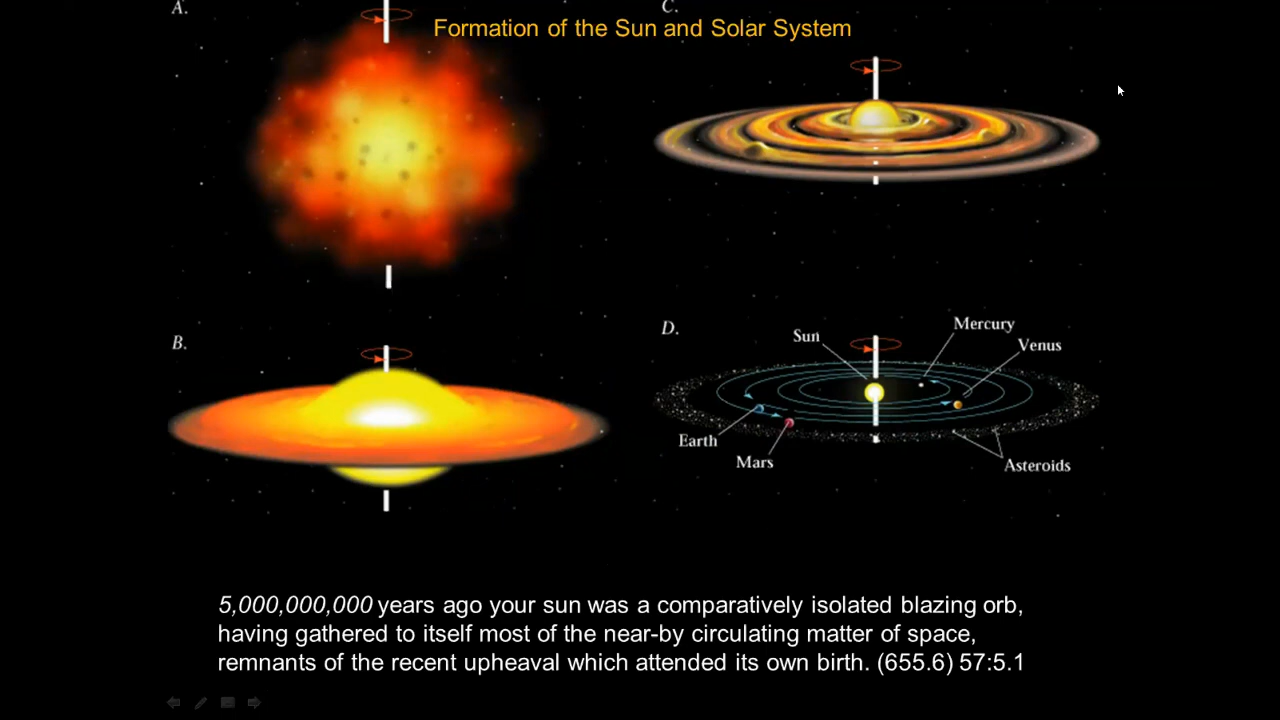 Formation of the Sun and Solar System
A.
B.
C.
D.
Sun
Mercury
Venus
Earth
Mars
Asteroids
5,000,000,000 years ago your sun was a comparatively isolated blazing orb,
having gathered to itself most of the near-by circulating matter of space,
remnants of the recent upheaval which attended its own birth. (655.6) 57:5.1